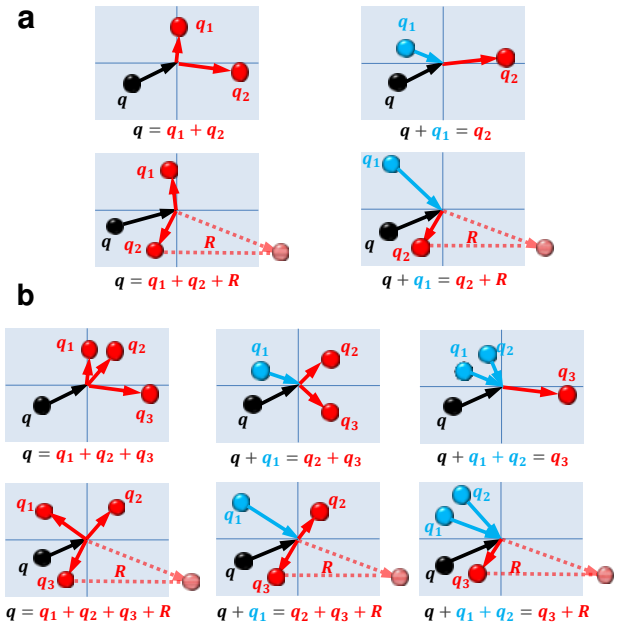 a
q₁
q₂
q
q = q₁ + q₂
q₁
q₂
q
q + q₁ = q₂
q₁
q
q₂
R
q = q₁ + q₂ + R
q₁
q
q₂
R
q + q₁ = q₂ + R
b
q₁ q₂
q₃
q
q = q₁ + q₂ + q₃
q₁
q₂
q
q₃
q + q₁ = q₂ + q₃
q₂
q₁
q₃
q
q + q₁ + q₂ = q₃
q₁
q₂
q
q₃
R
q = q₁ + q₂ + q₃ + R
q₁
q₂
q
q₃
R
q + q₁ = q₂ + q₃ + R
q₂
q₁
q
q₃
R
q + q₁ + q₂ = q₃ + R